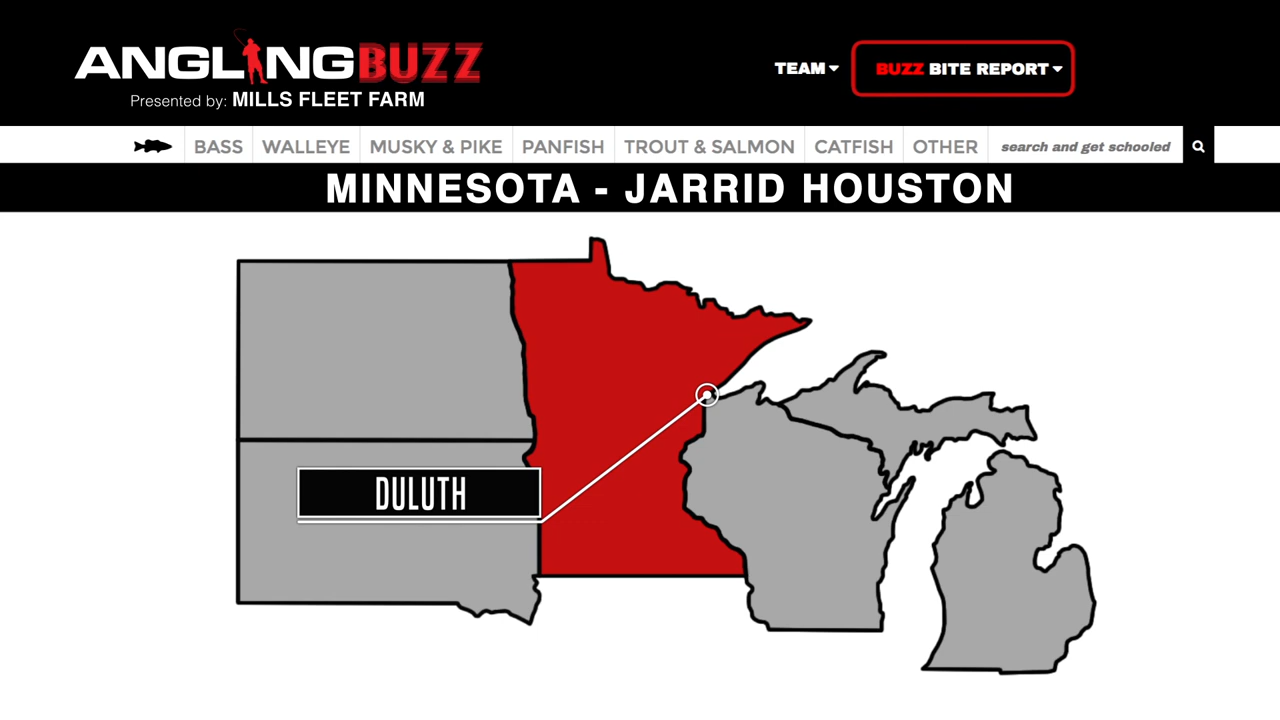 ANGLINGBUZZ
Presented by: MILLS FLEET FARM
TEAM BUZZ BITE REPORT
BASS WALLEYE MUSKY & PIKE PANFISH TROUT & SALMON CATFISH OTHER search and get schooled
MINNESOTA - JARRID HOUSTON
DULUTH